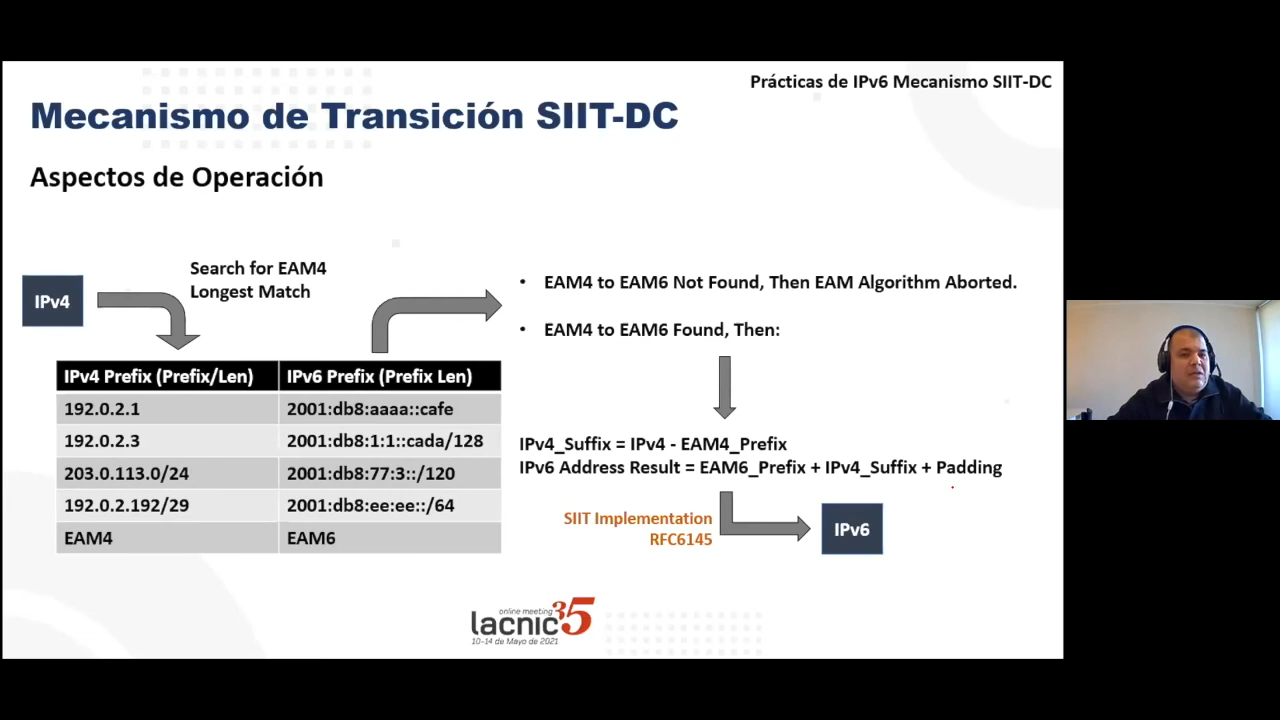 Prácticas de IPv6 Mecanismo SIIT-DC
Mecanismo de Transición SIIT-DC
Aspectos de Operación
Search for EAM4
Longest Match
IPv4
• EAM4 to EAM6 Not Found, Then EAM Algorithm Aborted.
• EAM4 to EAM6 Found, Then:
IPv4 Prefix (Prefix/Len) IPv6 Prefix (Prefix Len)
192.0.2.1 2001:db8:aaaa::cafe
192.0.2.3 2001:db8:1:1::cada/128
203.0.113.0/24 2001:db8:77:3::/120
192.0.2.192/29 2001:db8:ee:ee::/64
EAM4 EAM6
IPv4_Suffix = IPv4 - EAM4_Prefix
IPv6 Address Result = EAM6_Prefix + IPv4_Suffix + Padding
SIIT Implementation
RFC6145
IPv6
online meeting
lacnic35
10-14 de Mayo de 2021